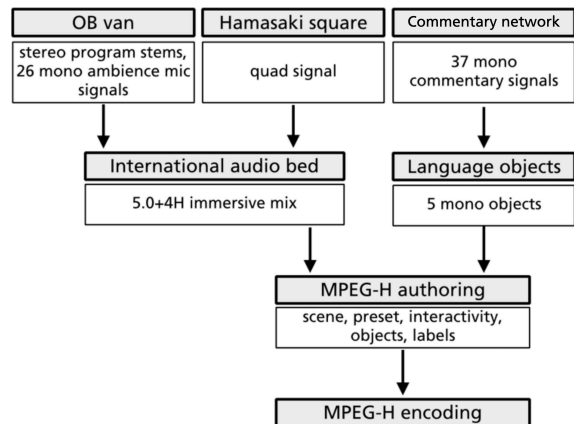 OB van
stereo program stems,
26 mono ambience mic
signals
Hamasaki square
quad signal
Commentary network
37 mono
commentary signals
International audio bed
5.0+4H immersive mix
Language objects
5 mono objects
MPEG-H authoring
scene, preset, interactivity,
objects, labels
MPEG-H encoding